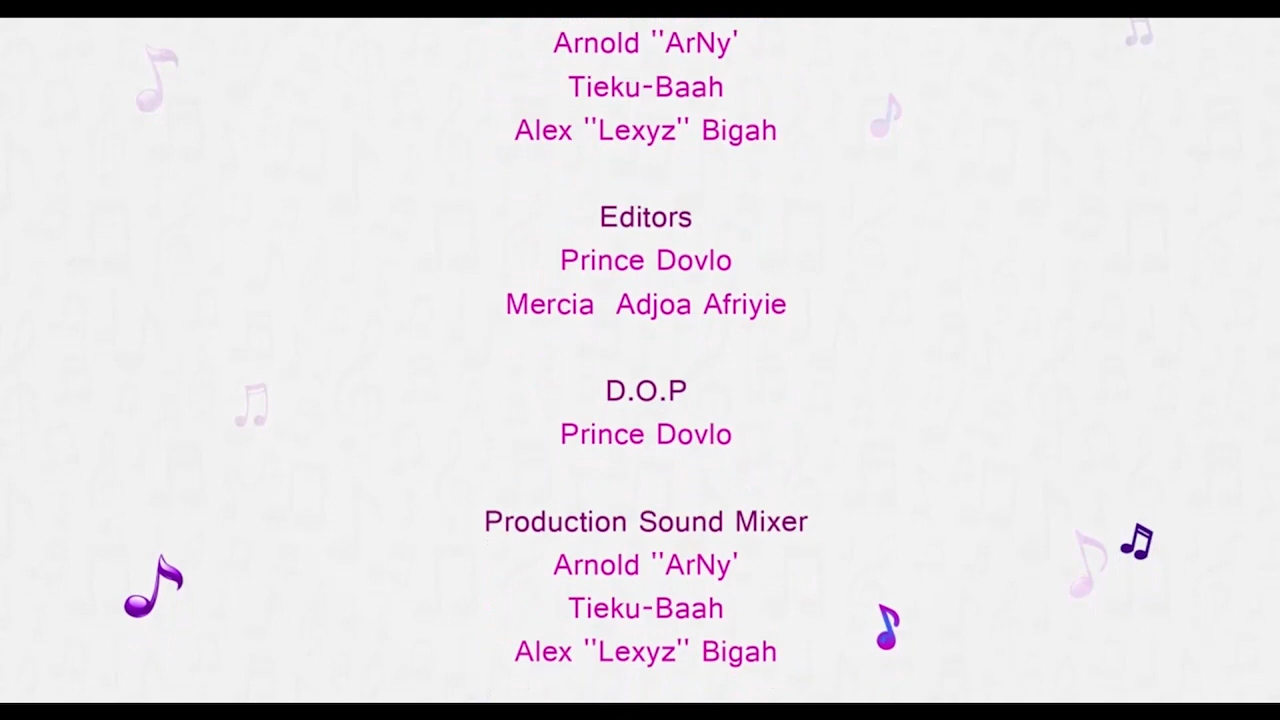 Arnold ''ArNy'
Tieku-Baah
Alex ''Lexyz'' Bigah
Editors
Prince Dovlo
Mercia  Adjoa Afriyie
D.O.P
Prince Dovlo
Production Sound Mixer
Arnold ''ArNy'
Tieku-Baah
Alex ''Lexyz'' Bigah